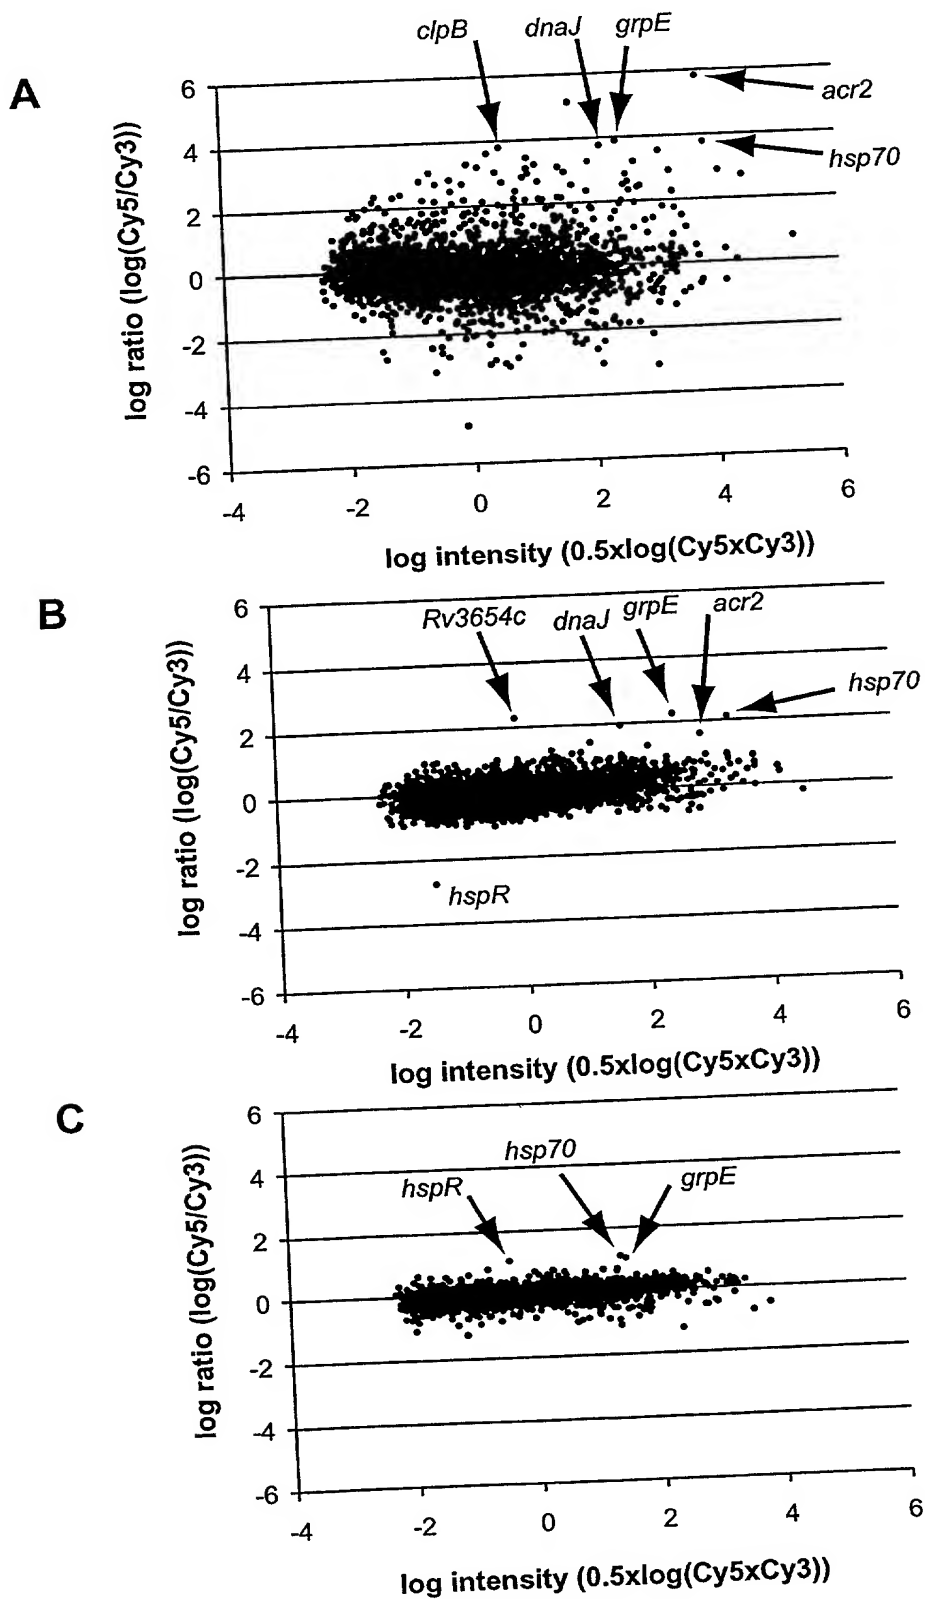 clpB dnaJ grpE
A
6
acr2
4
hsp70
2
0
-2
-4
-6
-4 -2 0 2 4 6
log ratio (log(Cy5/Cy3))
log intensity (0.5xlog(Cy5xCy3))
B
6
Rv3654c dnaJ grpE acr2
4
hsp70
2
0
-2
hspR
-4
-6
-4 -2 0 2 4 6
log ratio (log(Cy5/Cy3))
log intensity (0.5xlog(Cy5xCy3))
C
6
hsp70
4
hspR grpE
2
0
-2
-4
-6
-4 -2 0 2 4 6
log ratio (log(Cy5/Cy3))
log intensity (0.5xlog(Cy5xCy3))